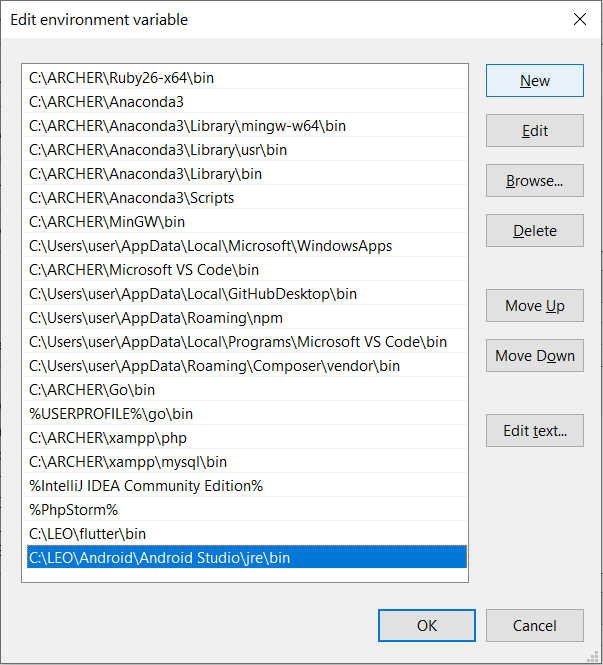 Edit environment variable
C:\ARCHER\Ruby26-x64\bin
C:\ARCHER\Anaconda3
C:\ARCHER\Anaconda3\Library\mingw-w64\bin
C:\ARCHER\Anaconda3\Library\usr\bin
C:\ARCHER\Anaconda3\Library\bin
C:\ARCHER\Anaconda3\Scripts
C:\ARCHER\MinGW\bin
C:\Users\user\AppData\Local\Microsoft\WindowsApps
C:\ARCHER\Microsoft VS Code\bin
C:\Users\user\AppData\Local\GitHubDesktop\bin
C:\Users\user\AppData\Roaming\npm
C:\Users\user\AppData\Local\Programs\Microsoft VS Code\bin
C:\Users\user\AppData\Roaming\Composer\vendor\bin
C:\ARCHER\Go\bin
%USERPROFILE%\go\bin
C:\ARCHER\xampp\php
C:\ARCHER\xampp\mysql\bin
%IntelliJ IDEA Community Edition%
%PhpStorm%
C:\LEO\flutter\bin
C:\LEO\Android\Android Studio\jre\bin
New
Edit
Browse...
Delete
Move Up
Move Down
Edit text...
OK
Cancel